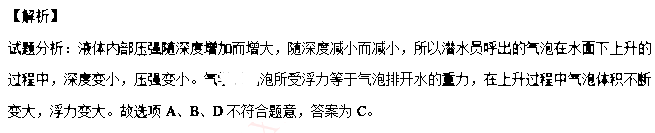 【解析】
试题分析：液体内部压强随深度增加而增大，随深度减小而减小，所以潜水员呼出的气泡在水面下上升的
过程中，深度变小，压强变小。气 泡所受浮力等于气泡排开水的重力，在上升过程中气泡体积不断
变大，浮力变大。故选项 A、B、D 不符合题意，答案为 C。